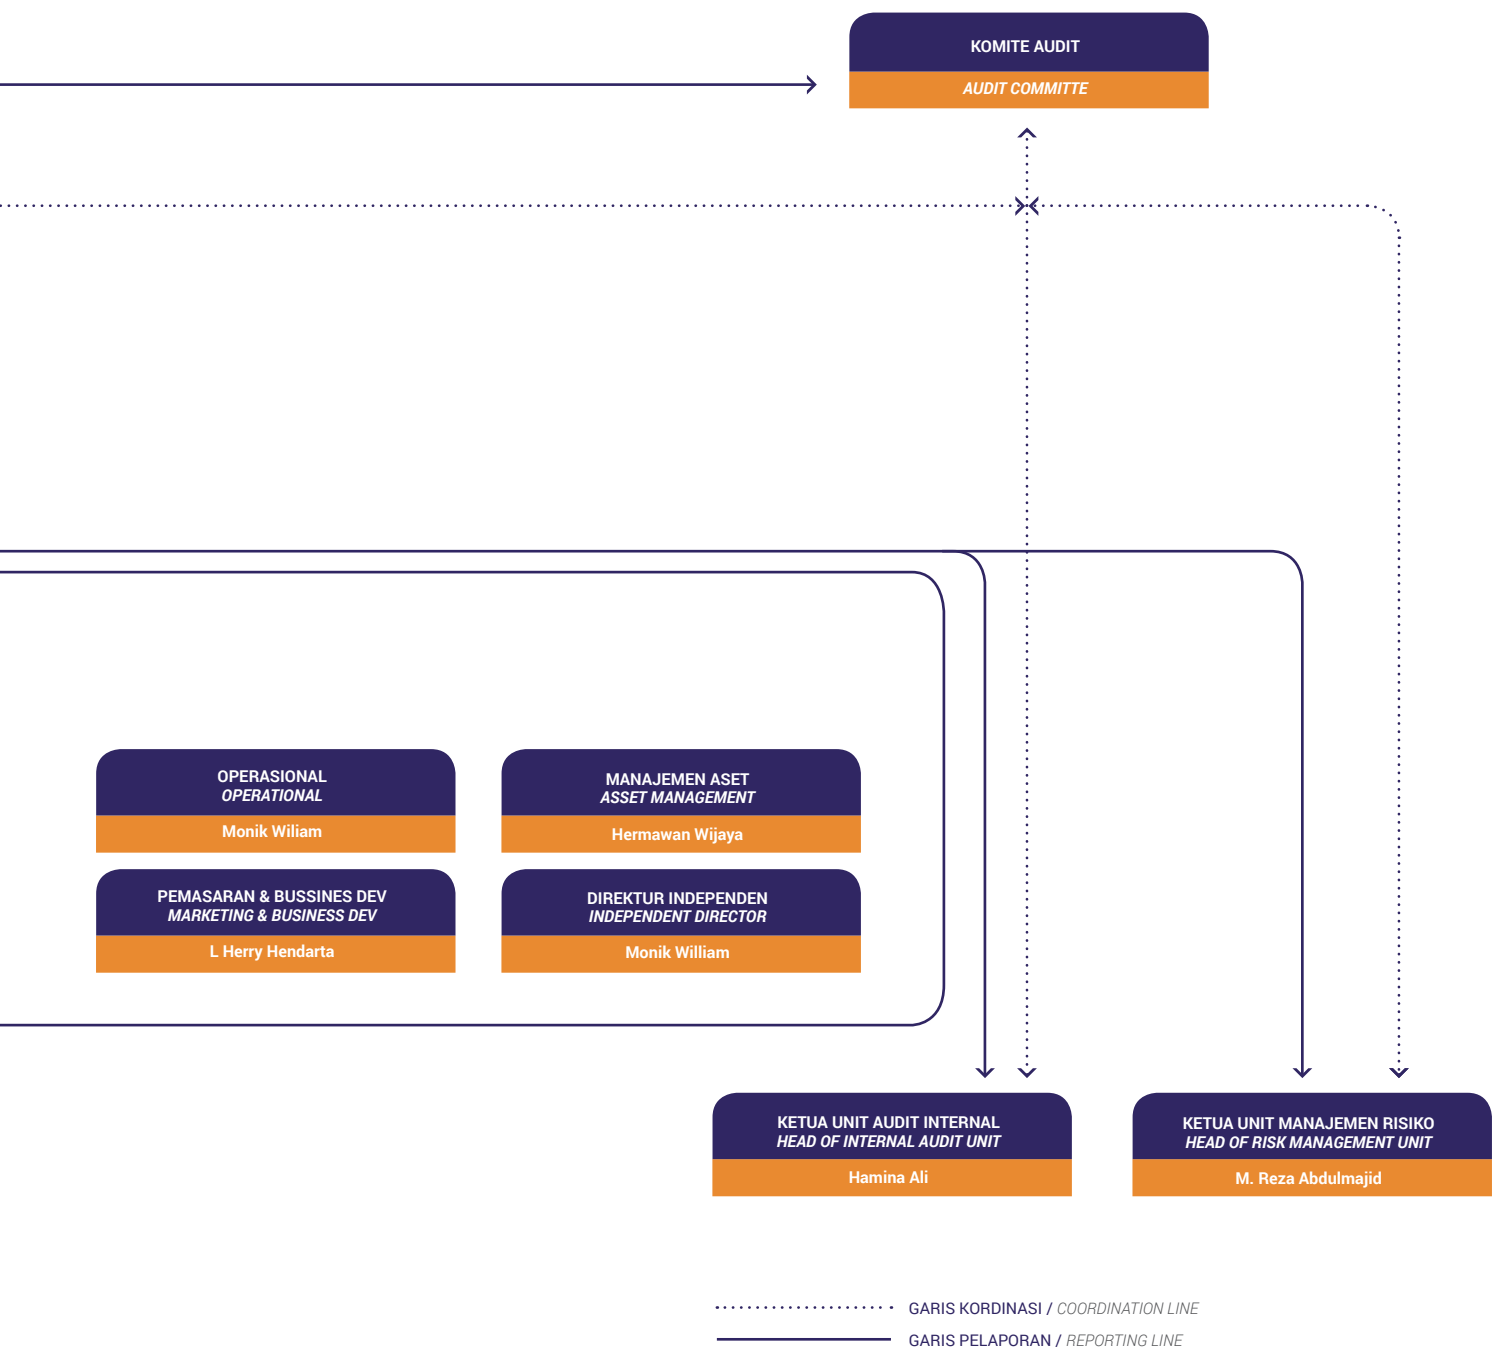 KOMITE AUDIT
AUDIT COMMITTE
OPERASIONAL
OPERATIONAL
Monik Wiliam
MANAJEMEN ASET
ASSET MANAGEMENT
Hermawan Wijaya
PEMASARAN & BUSSINES DEV
MARKETING & BUSINESS DEV
L Herry Hendarta
DIREKTUR INDEPENDEN
INDEPENDENT DIRECTOR
Monik William
KETUA UNIT AUDIT INTERNAL
HEAD OF INTERNAL AUDIT UNIT
Hamina Ali
KETUA UNIT MANAJEMEN RISIKO
HEAD OF RISK MANAGEMENT UNIT
M. Reza Abdulmajid
GARIS KORDINASI / COORDINATION LINE
GARIS PELAPORAN / REPORTING LINE